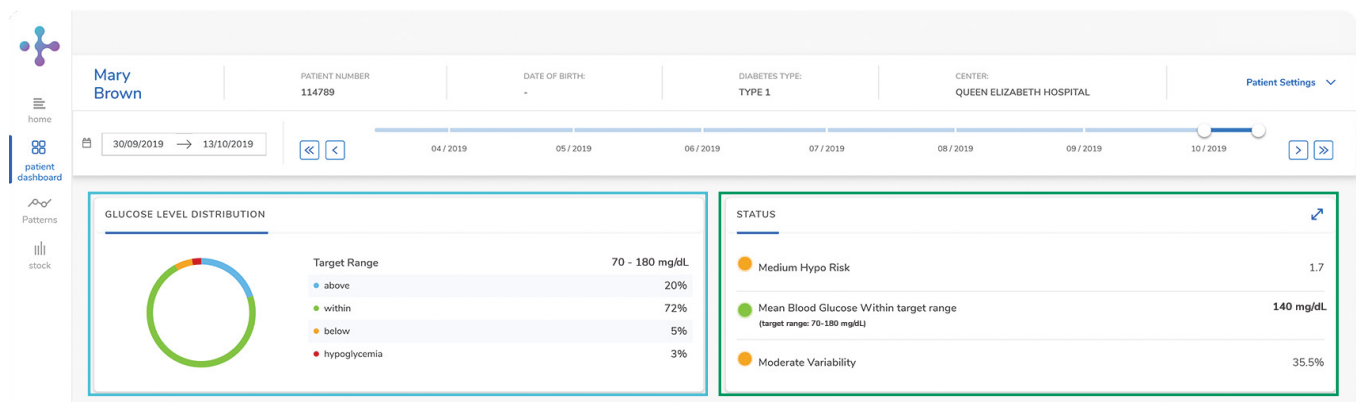 Mary
Brown
PATIENT NUMBER
114789
DATE OF BIRTH:
-
DIABETES TYPE:
TYPE 1
CENTER:
QUEEN ELIZABETH HOSPITAL
Patient Settings
home
patient
dashboard
Patterns
stock
30/09/2019 → 13/10/2019
« ‹
04 / 2019 05 / 2019 06 / 2019 07 / 2019 08 / 2019 09 / 2019 10 / 2019
› »
GLUCOSE LEVEL DISTRIBUTION
Target Range 70 - 180 mg/dL
above 20%
within 72%
below 5%
hypoglycemia 3%
STATUS
Medium Hypo Risk 1.7
Mean Blood Glucose Within target range 140 mg/dL
(target range: 70-180 mg/dL)
Moderate Variability 35.5%